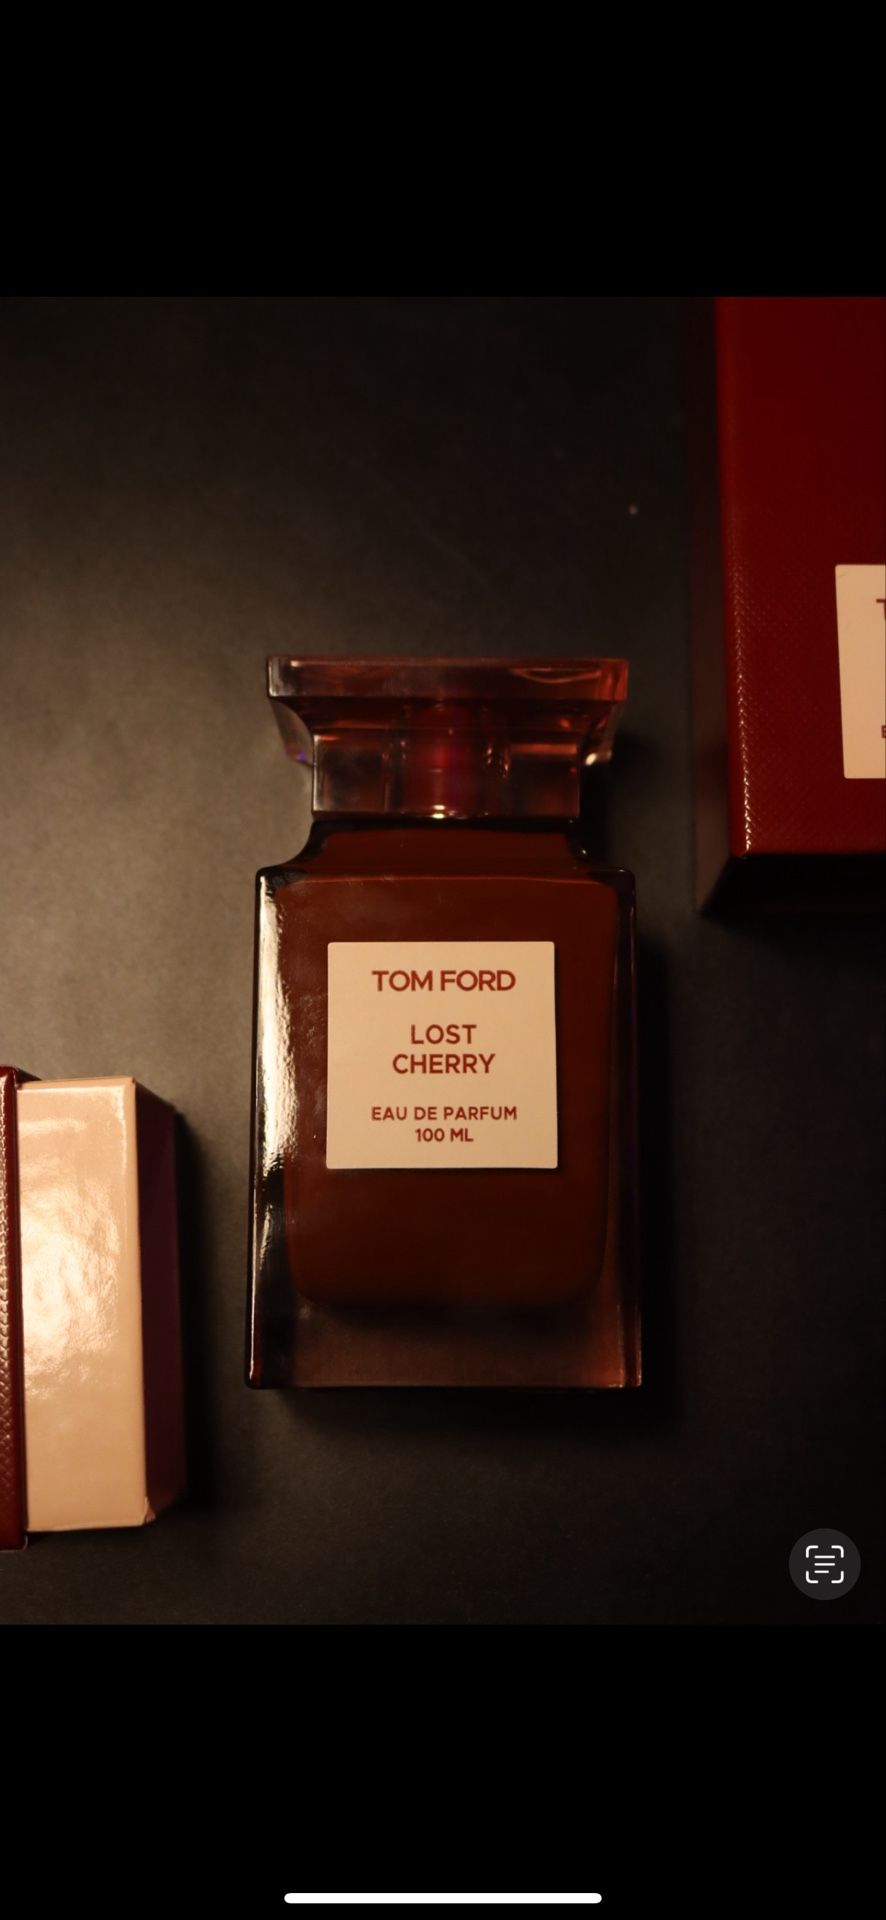 TOM FORD
LOST
CHERRY
EAU DE PARFUM
100 ML